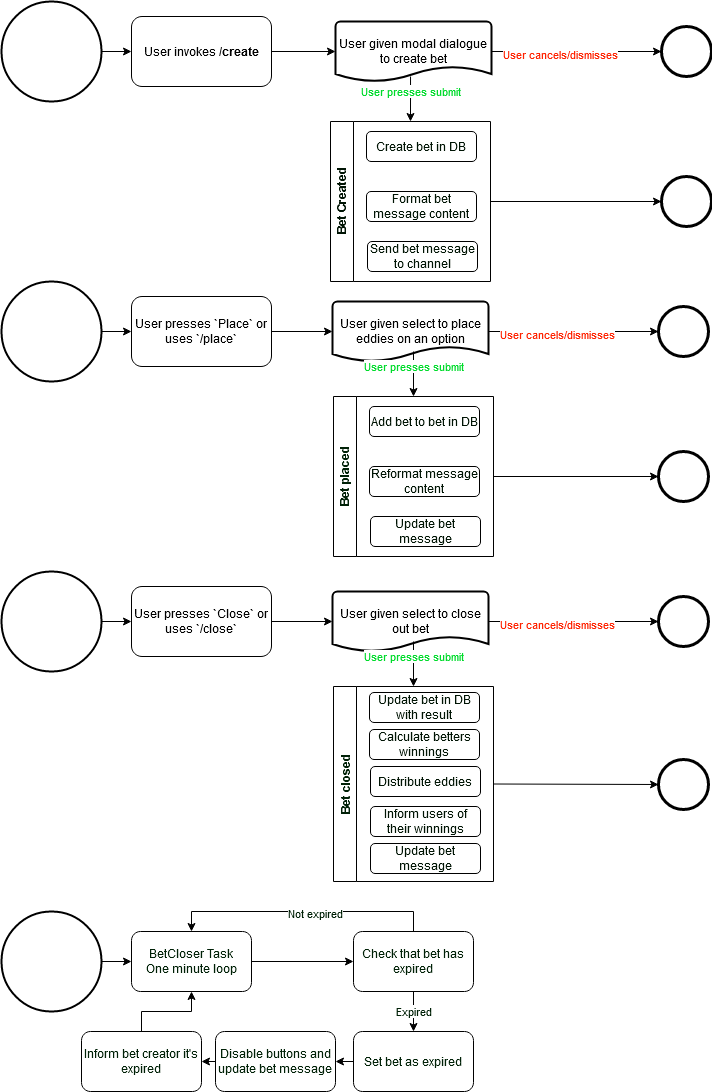 User invokes /create
User given modal dialogue
to create bet
User cancels/dismisses
User presses submit
Bet Created
Create bet in DB
Format bet
message content
Send bet message
to channel
User presses `Place` or
uses `/place`
User given select to place
eddies on an option
User cancels/dismisses
User presses submit
Bet placed
Add bet to bet in DB
Reformat message
content
Update bet
message
User presses `Close` or
uses `/close`
User given select to close
out bet
User cancels/dismisses
User presses submit
Bet closed
Update bet in DB
with result
Calculate betters
winnings
Distribute eddies
Inform users of
their winnings
Update bet
message
Not expired
BetCloser Task
One minute loop
Check that bet has
expired
Expired
Inform bet creator it's
expired
Disable buttons and
update bet message
Set bet as expired